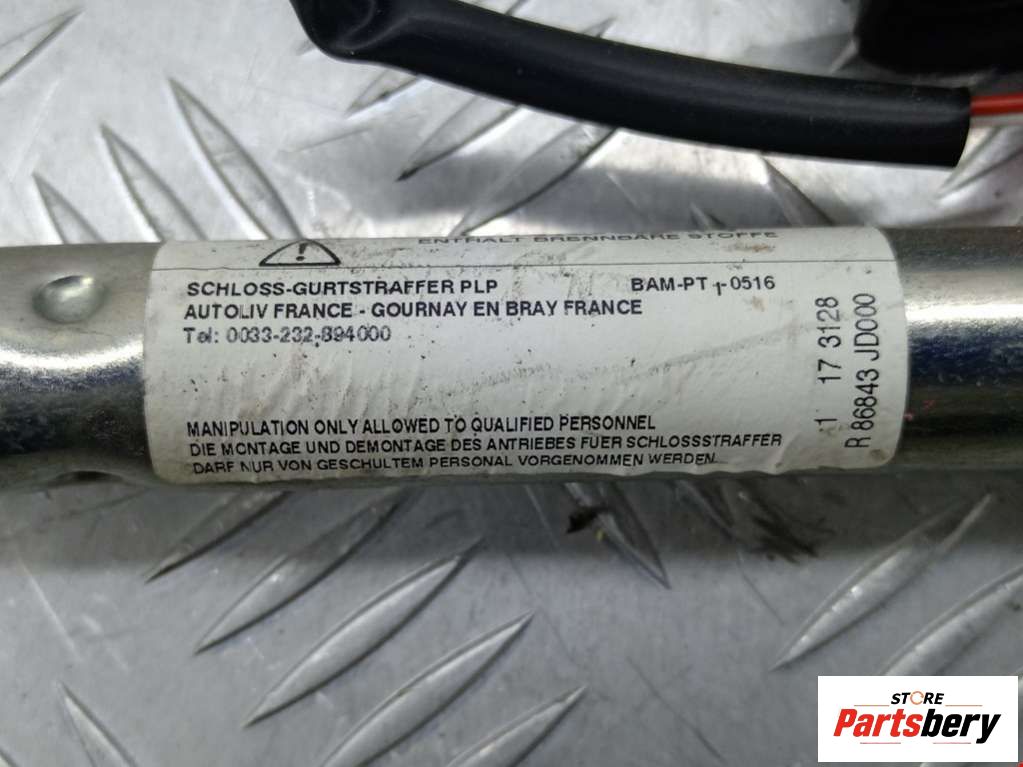 ENTHÄLT BRENNBARE STOFFE
SCHLOSS-GURTSTRAFFER PLP BAM-PT 1-0516
AUTOLIV FRANCE - GOURNAY EN BRAY FRANCE
Tel: 0033-232-894000
MANIPULATION ONLY ALLOWED TO QUALIFIED PERSONNEL
DIE MONTAGE UND DEMONTAGE DES ANTRIEBES FUER SCHLOSSSTRAFFER
DARF NUR VON GESCHULTEM PERSONAL VORGENOMMEN WERDEN.
17 3128
R 86843 JD000
STORE
Partsbery